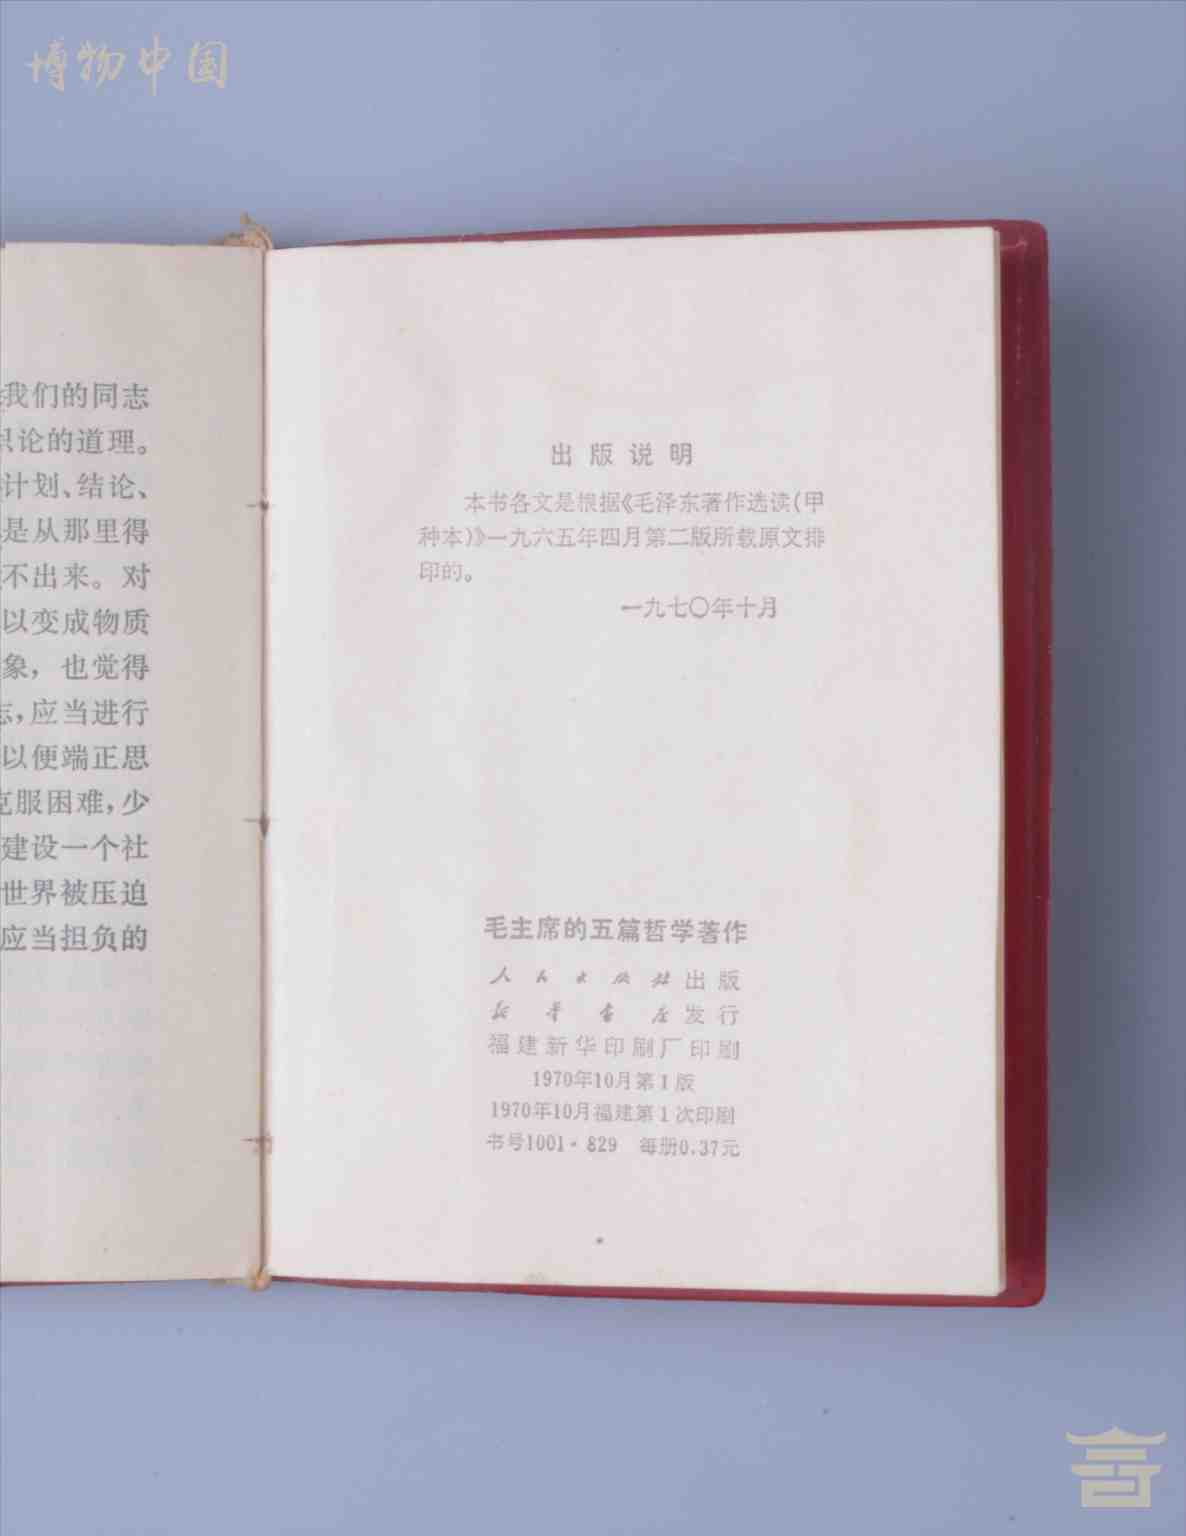 博物中国
我们的同志
识论的道理。
计划、结论、
是从那里得
不出来。对
以变成物质
象，也觉得
志，应当进行
以便端正思
克服困难，少
建设一个社
世界被压迫
应当担负的
出版说明
本书各文是根据《毛泽东著作选读（甲
种本）》一九六五年四月第二版所载原文排
印的。
一九七〇年十月
毛主席的五篇哲学著作
人民出版社出版
新华书店发行
福建新华印刷厂印刷
1970年10月第1版
1970年10月福建第1次印刷
书号1001·829 每册0.37元